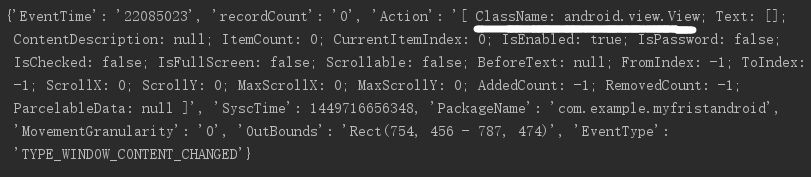 {'EventTime': '22085023', 'recordCount': '0', 'Action': '[ ClassName: android.view.View; Text: [];
ContentDescription: null; ItemCount: 0; CurrentItemIndex: 0; IsEnabled: true; IsPassword: false;
IsChecked: false; IsFullScreen: false; Scrollable: false; BeforeText: null; FromIndex: -1; ToIndex:
-1; ScrollX: 0; ScrollY: 0; MaxScrollX: 0; MaxScrollY: 0; AddedCount: -1; RemovedCount: -1;
ParcelableData: null ]', 'SyscTime': 1449716656348, 'PackageName': 'com.example.myfristandroid',
'MovementGranularity': '0', 'OutBounds': 'Rect(754, 456 - 787, 474)', 'EventType':
'TYPE_WINDOW_CONTENT_CHANGED'}